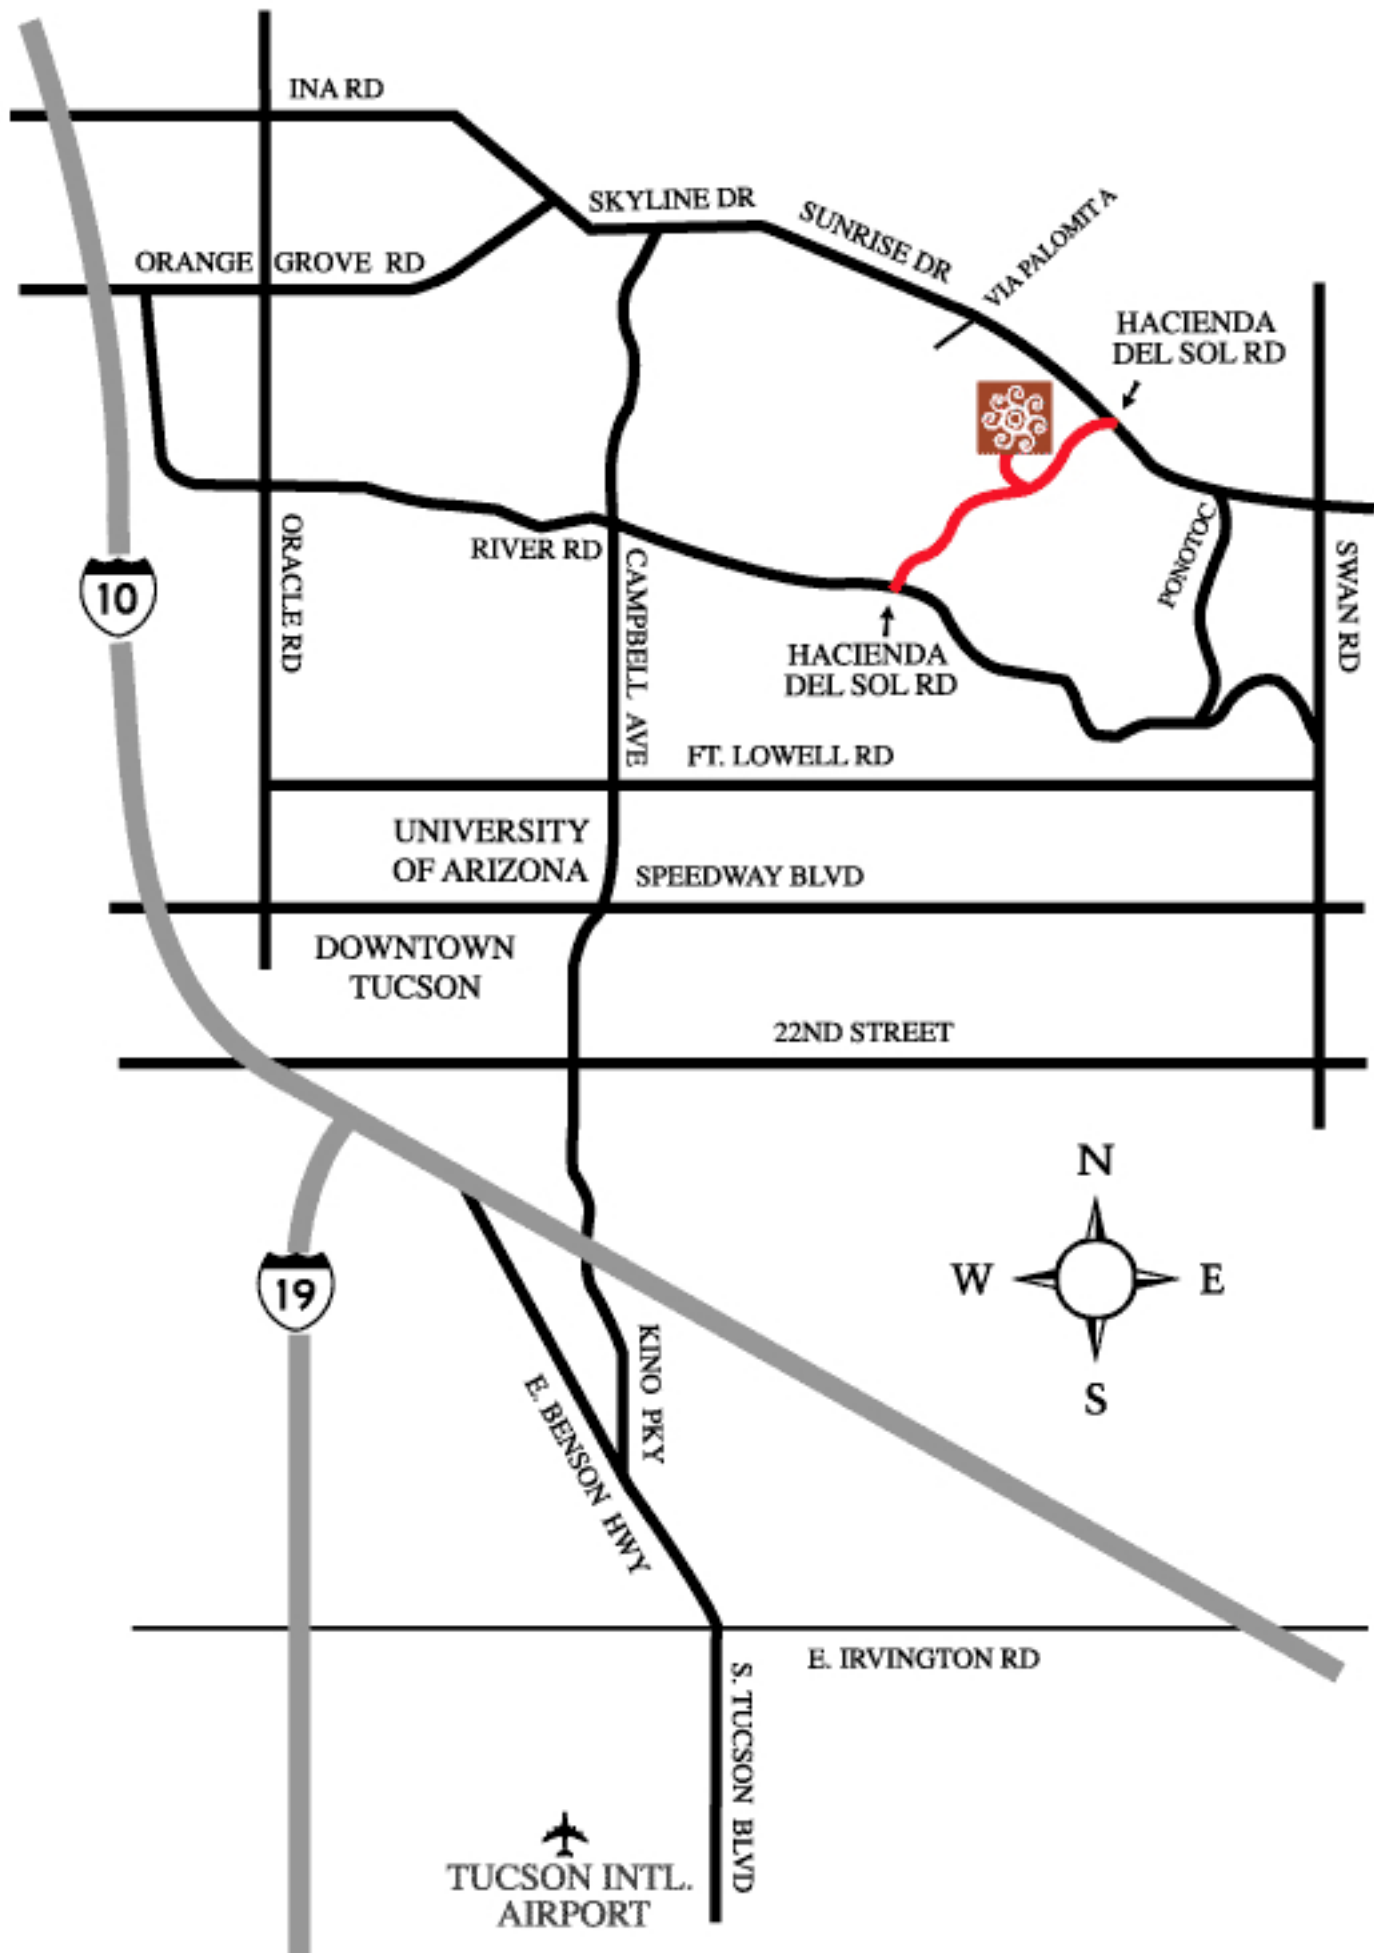 INA RD
SKYLINE DR
SUNRISE DR
VIA PALOMITA
ORANGE GROVE RD
HACIENDA
DEL SOL RD
10
ORACLE RD
RIVER RD
CAMPBELL AVE
HACIENDA
DEL SOL RD
PONOTOC
SWAN RD
FT. LOWELL RD
UNIVERSITY
OF ARIZONA
SPEEDWAY BLVD
DOWNTOWN
TUCSON
22ND STREET
N
W
E
S
19
KINO PKY
E. BENSON HWY
E. IRVINGTON RD
S. TUCSON BLVD
TUCSON INTL.
AIRPORT